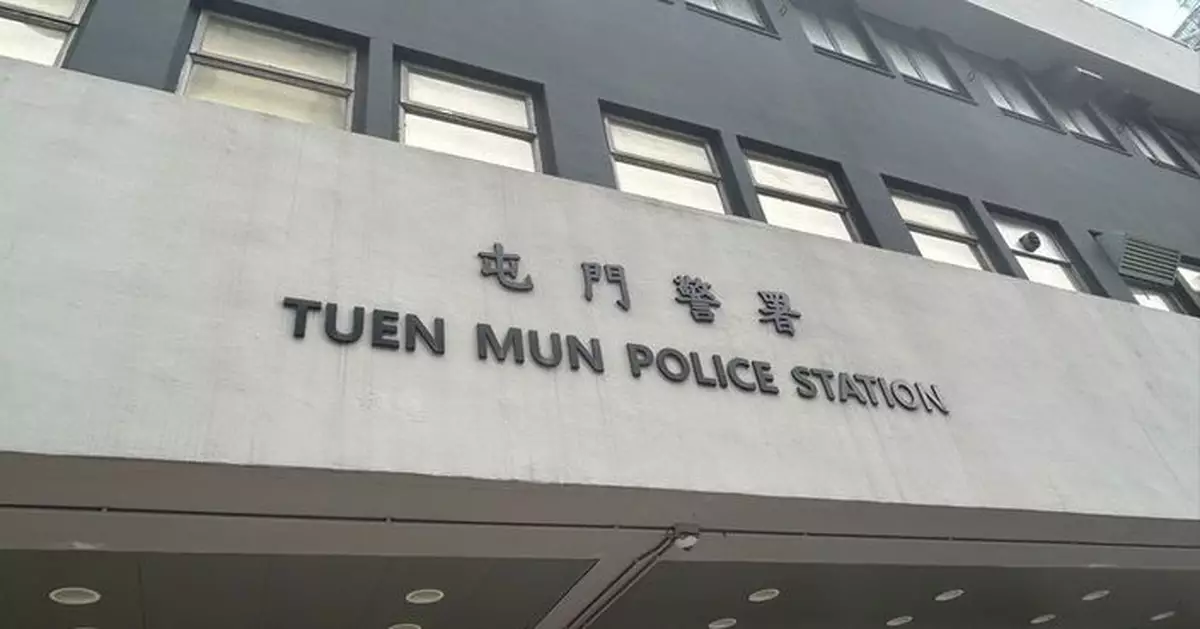 屯門警署
TUEN MUN POLICE STATION